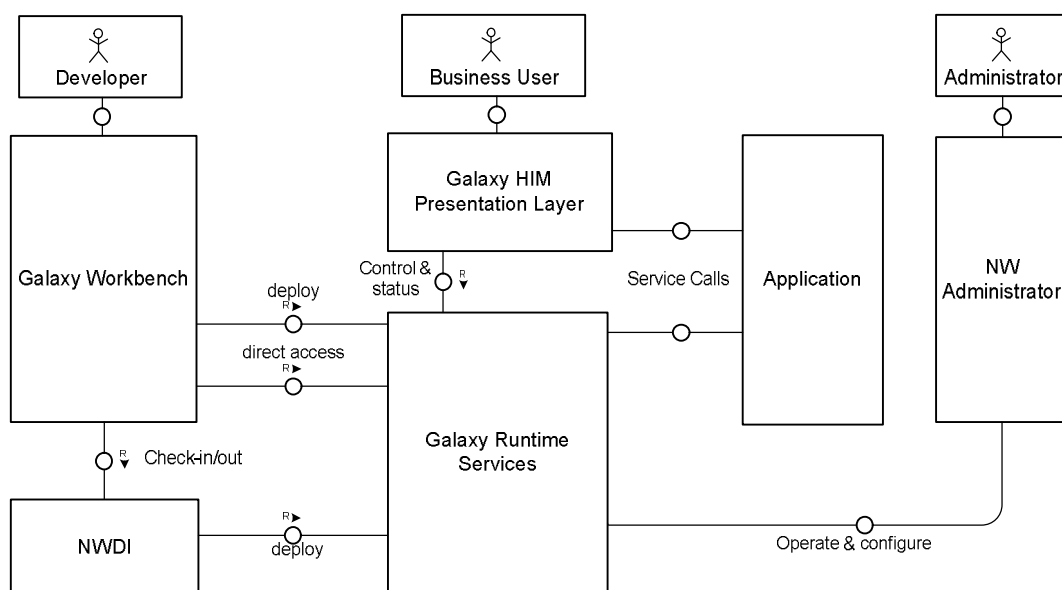 Developer
Business User
Administrator
Galaxy HIM
Presentation Layer
Galaxy Workbench
Control &
status
R
Service Calls
Application
NW
Administrator
deploy
R
direct access
R
Galaxy Runtime
Services
R
Check-in/out
NWDI
R
deploy
Operate & configure